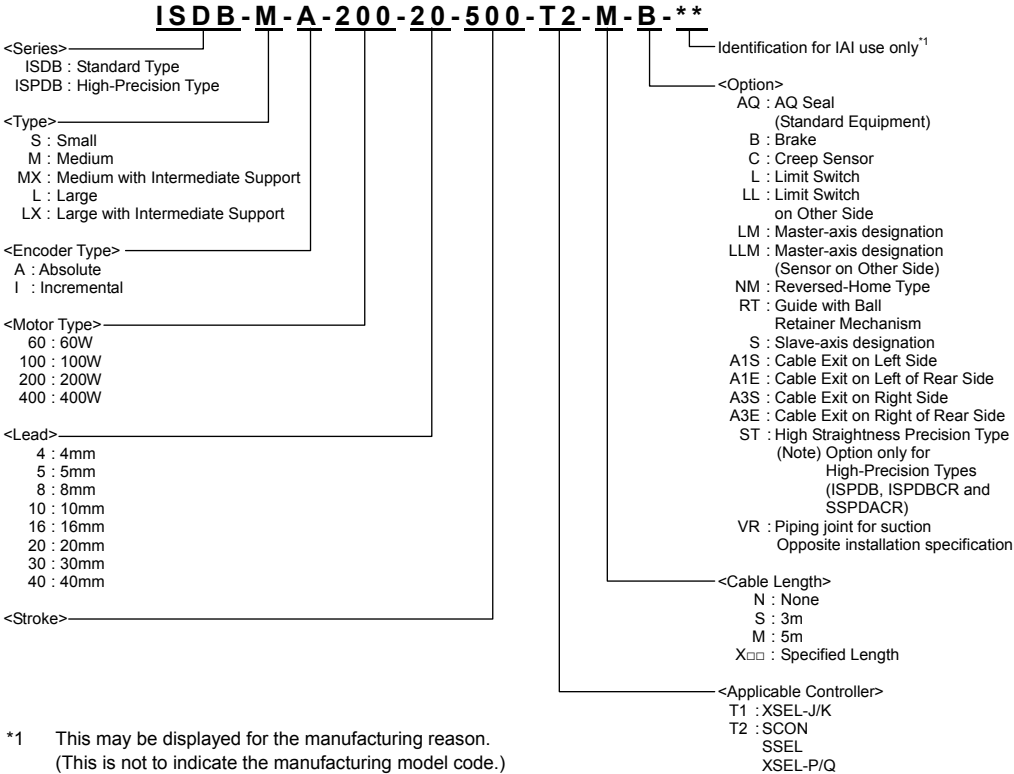 ISDB-M-A-200-20-500-T2-M-B-**
<Series>
ISDB : Standard Type
ISPDB : High-Precision Type
<Type>
S : Small
M : Medium
MX : Medium with Intermediate Support
L : Large
LX : Large with Intermediate Support
<Encoder Type>
A : Absolute
I : Incremental
<Motor Type>
60 : 60W
100 : 100W
200 : 200W
400 : 400W
<Lead>
4 : 4mm
5 : 5mm
8 : 8mm
10 : 10mm
16 : 16mm
20 : 20mm
30 : 30mm
40 : 40mm
<Stroke>
Identification for IAI use only*1
<Option>
AQ : AQ Seal
(Standard Equipment)
B : Brake
C : Creep Sensor
L : Limit Switch
LL : Limit Switch
on Other Side
LM : Master-axis designation
LLM : Master-axis designation
(Sensor on Other Side)
NM : Reversed-Home Type
RT : Guide with Ball
Retainer Mechanism
S : Slave-axis designation
A1S : Cable Exit on Left Side
A1E : Cable Exit on Left of Rear Side
A3S : Cable Exit on Right Side
A3E : Cable Exit on Right of Rear Side
ST : High Straightness Precision Type
(Note) Option only for
High-Precision Types
(ISPDB, ISPDBCR and
SSPDACR)
VR : Piping joint for suction
Opposite installation specification
<Cable Length>
N : None
S : 3m
M : 5m
X□□ : Specified Length
<Applicable Controller>
T1 : XSEL-J/K
T2 : SCON
SSEL
XSEL-P/Q
*1 This may be displayed for the manufacturing reason.
(This is not to indicate the manufacturing model code.)